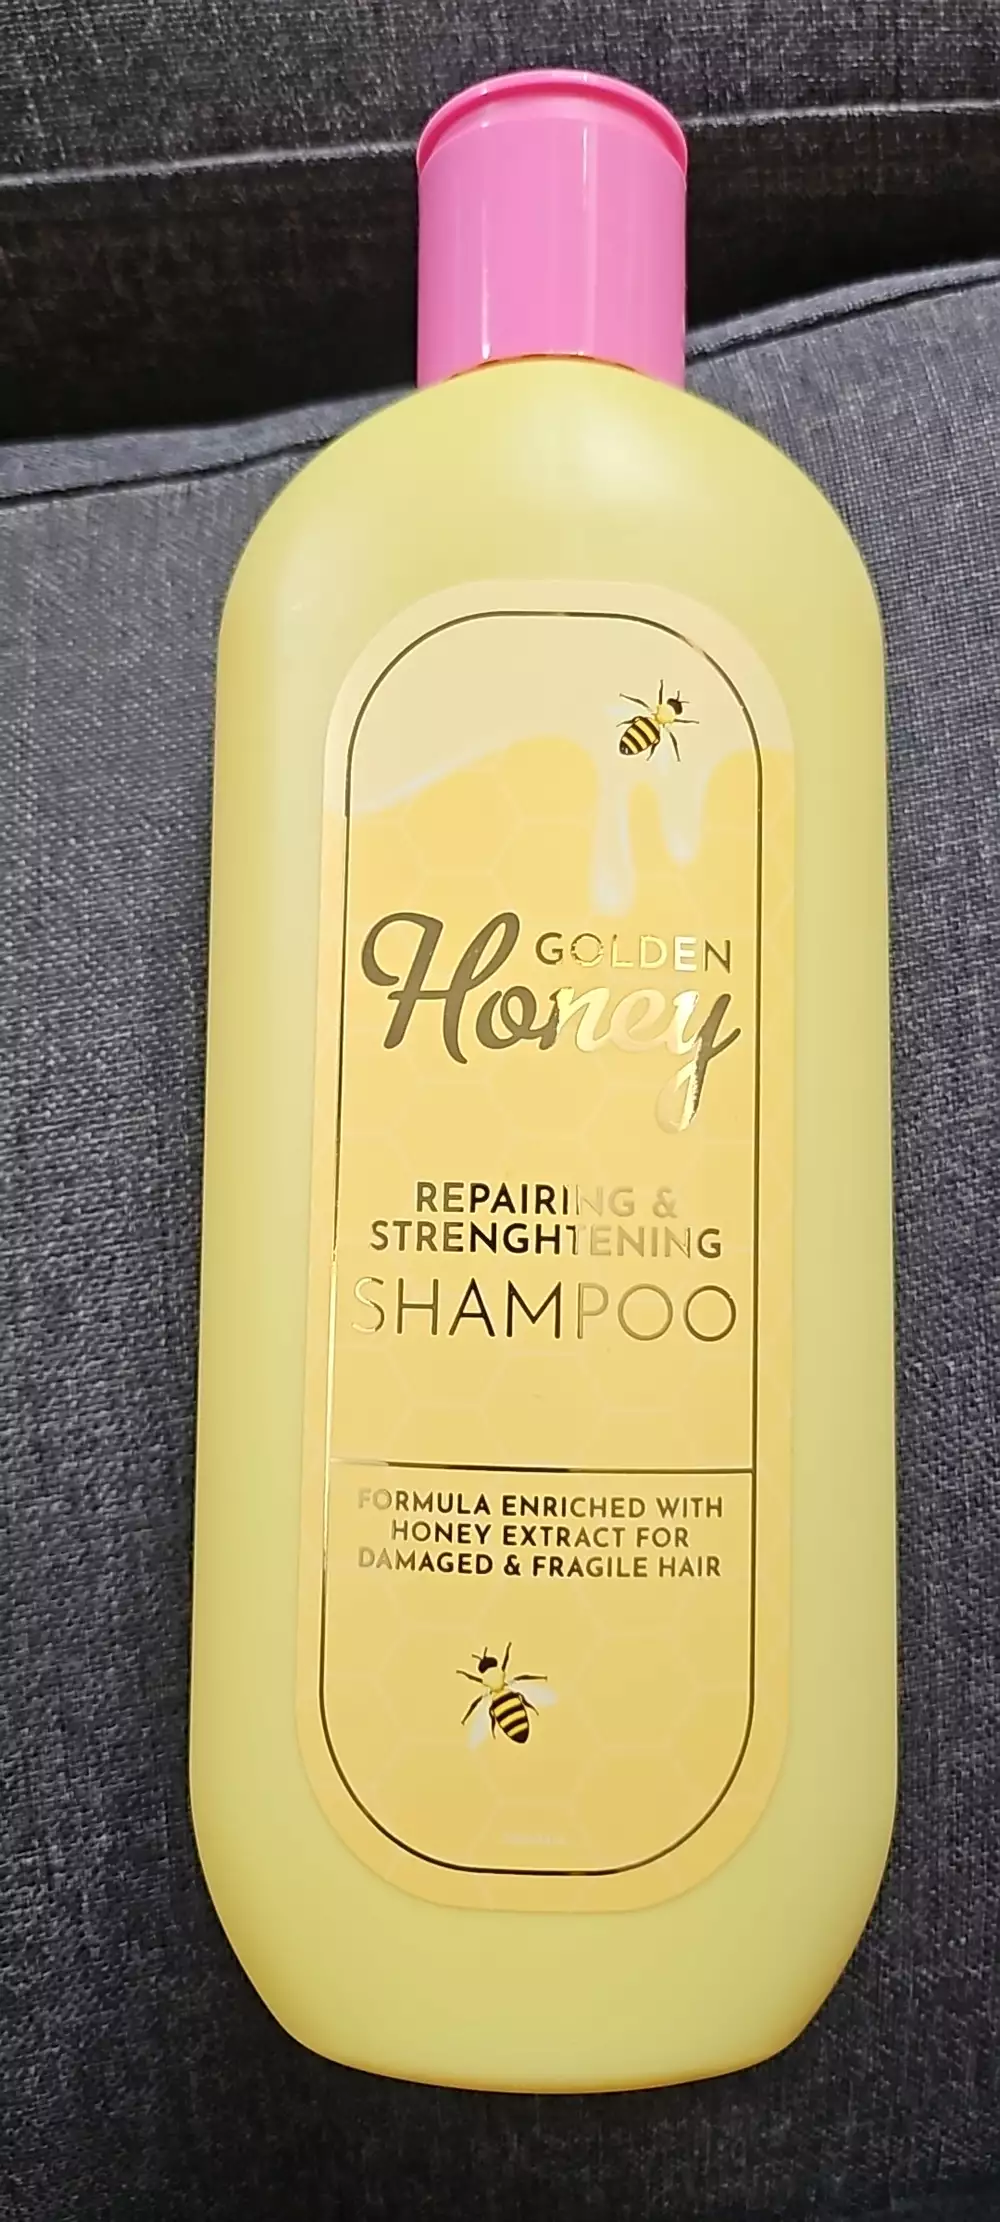 GOLDEN
Honey
REPAIRING &
STRENGHTENING
SHAMPOO
FORMULA ENRICHED WITH
HONEY EXTRACT FOR
DAMAGED & FRAGILE HAIR